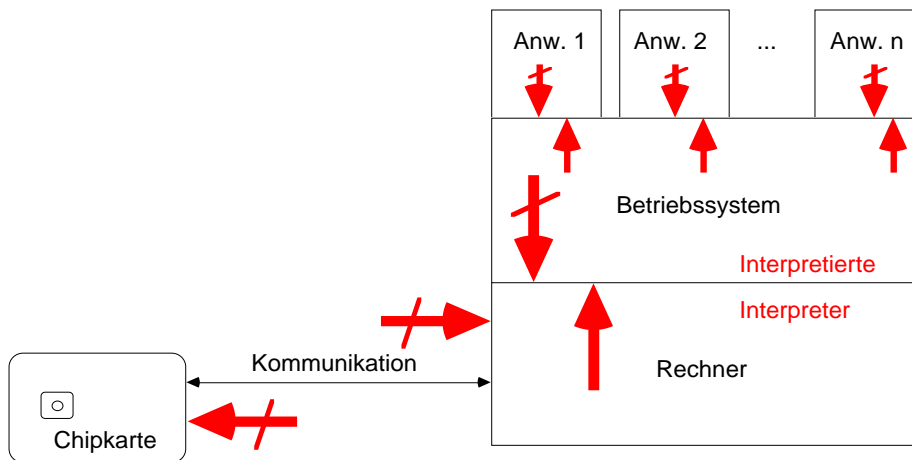 Anw. 1 Anw. 2 ... Anw. n
Betriebssystem
Interpretierte
Interpreter
Kommunikation
Rechner
Chipkarte